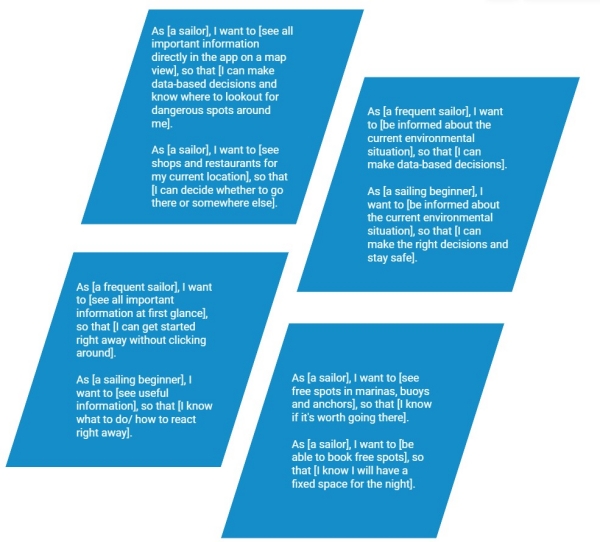 As [a sailor], I want to [see all
important information
directly in the app on a map
view], so that [I can make
data-based decisions and
know where to lookout for
dangerous spots around
me].
As [a sailor], I want to [see
shops and restaurants for
my current location], so that
[I can decide whether to go
there or somewhere else].
As [a frequent sailor], I want
to [be informed about the
current environmental
situation], so that [I can
make data-based decisions].
As [a sailing beginner], I
want to [be informed about
the current environmental
situation], so that [I can
make the right decisions and
stay safe].
As [a frequent sailor], I want
to [see all important
information at first glance],
so that [I can get started
right away without clicking
around].
As [a sailing beginner], I
want to [see useful
information], so that [I know
what to do/ how to react
right away].
As [a sailor], I want to [see
free spots in marinas, buoys
and anchors], so that [I know
if it's worth going there].
As [a sailor], I want to [be
able to book free spots], so
that [I know I will have a
fixed space for the night].